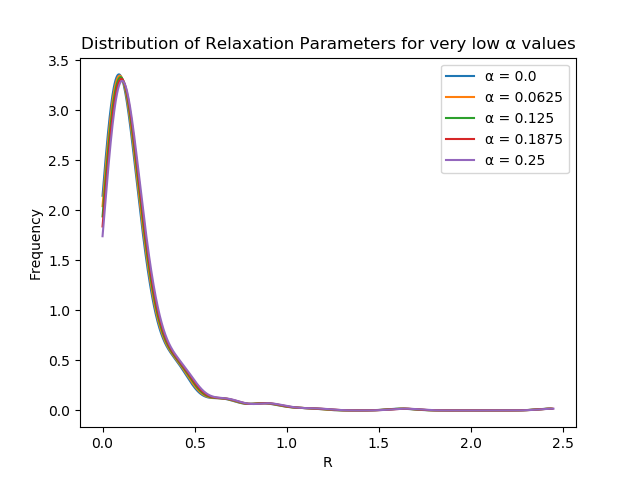 Distribution of Relaxation Parameters for very low α values
3.5
3.0
2.5
2.0
1.5
1.0
0.5
0.0
Frequency
α = 0.0
α = 0.0625
α = 0.125
α = 0.1875
α = 0.25
0.0 0.5 1.0 1.5 2.0 2.5
R